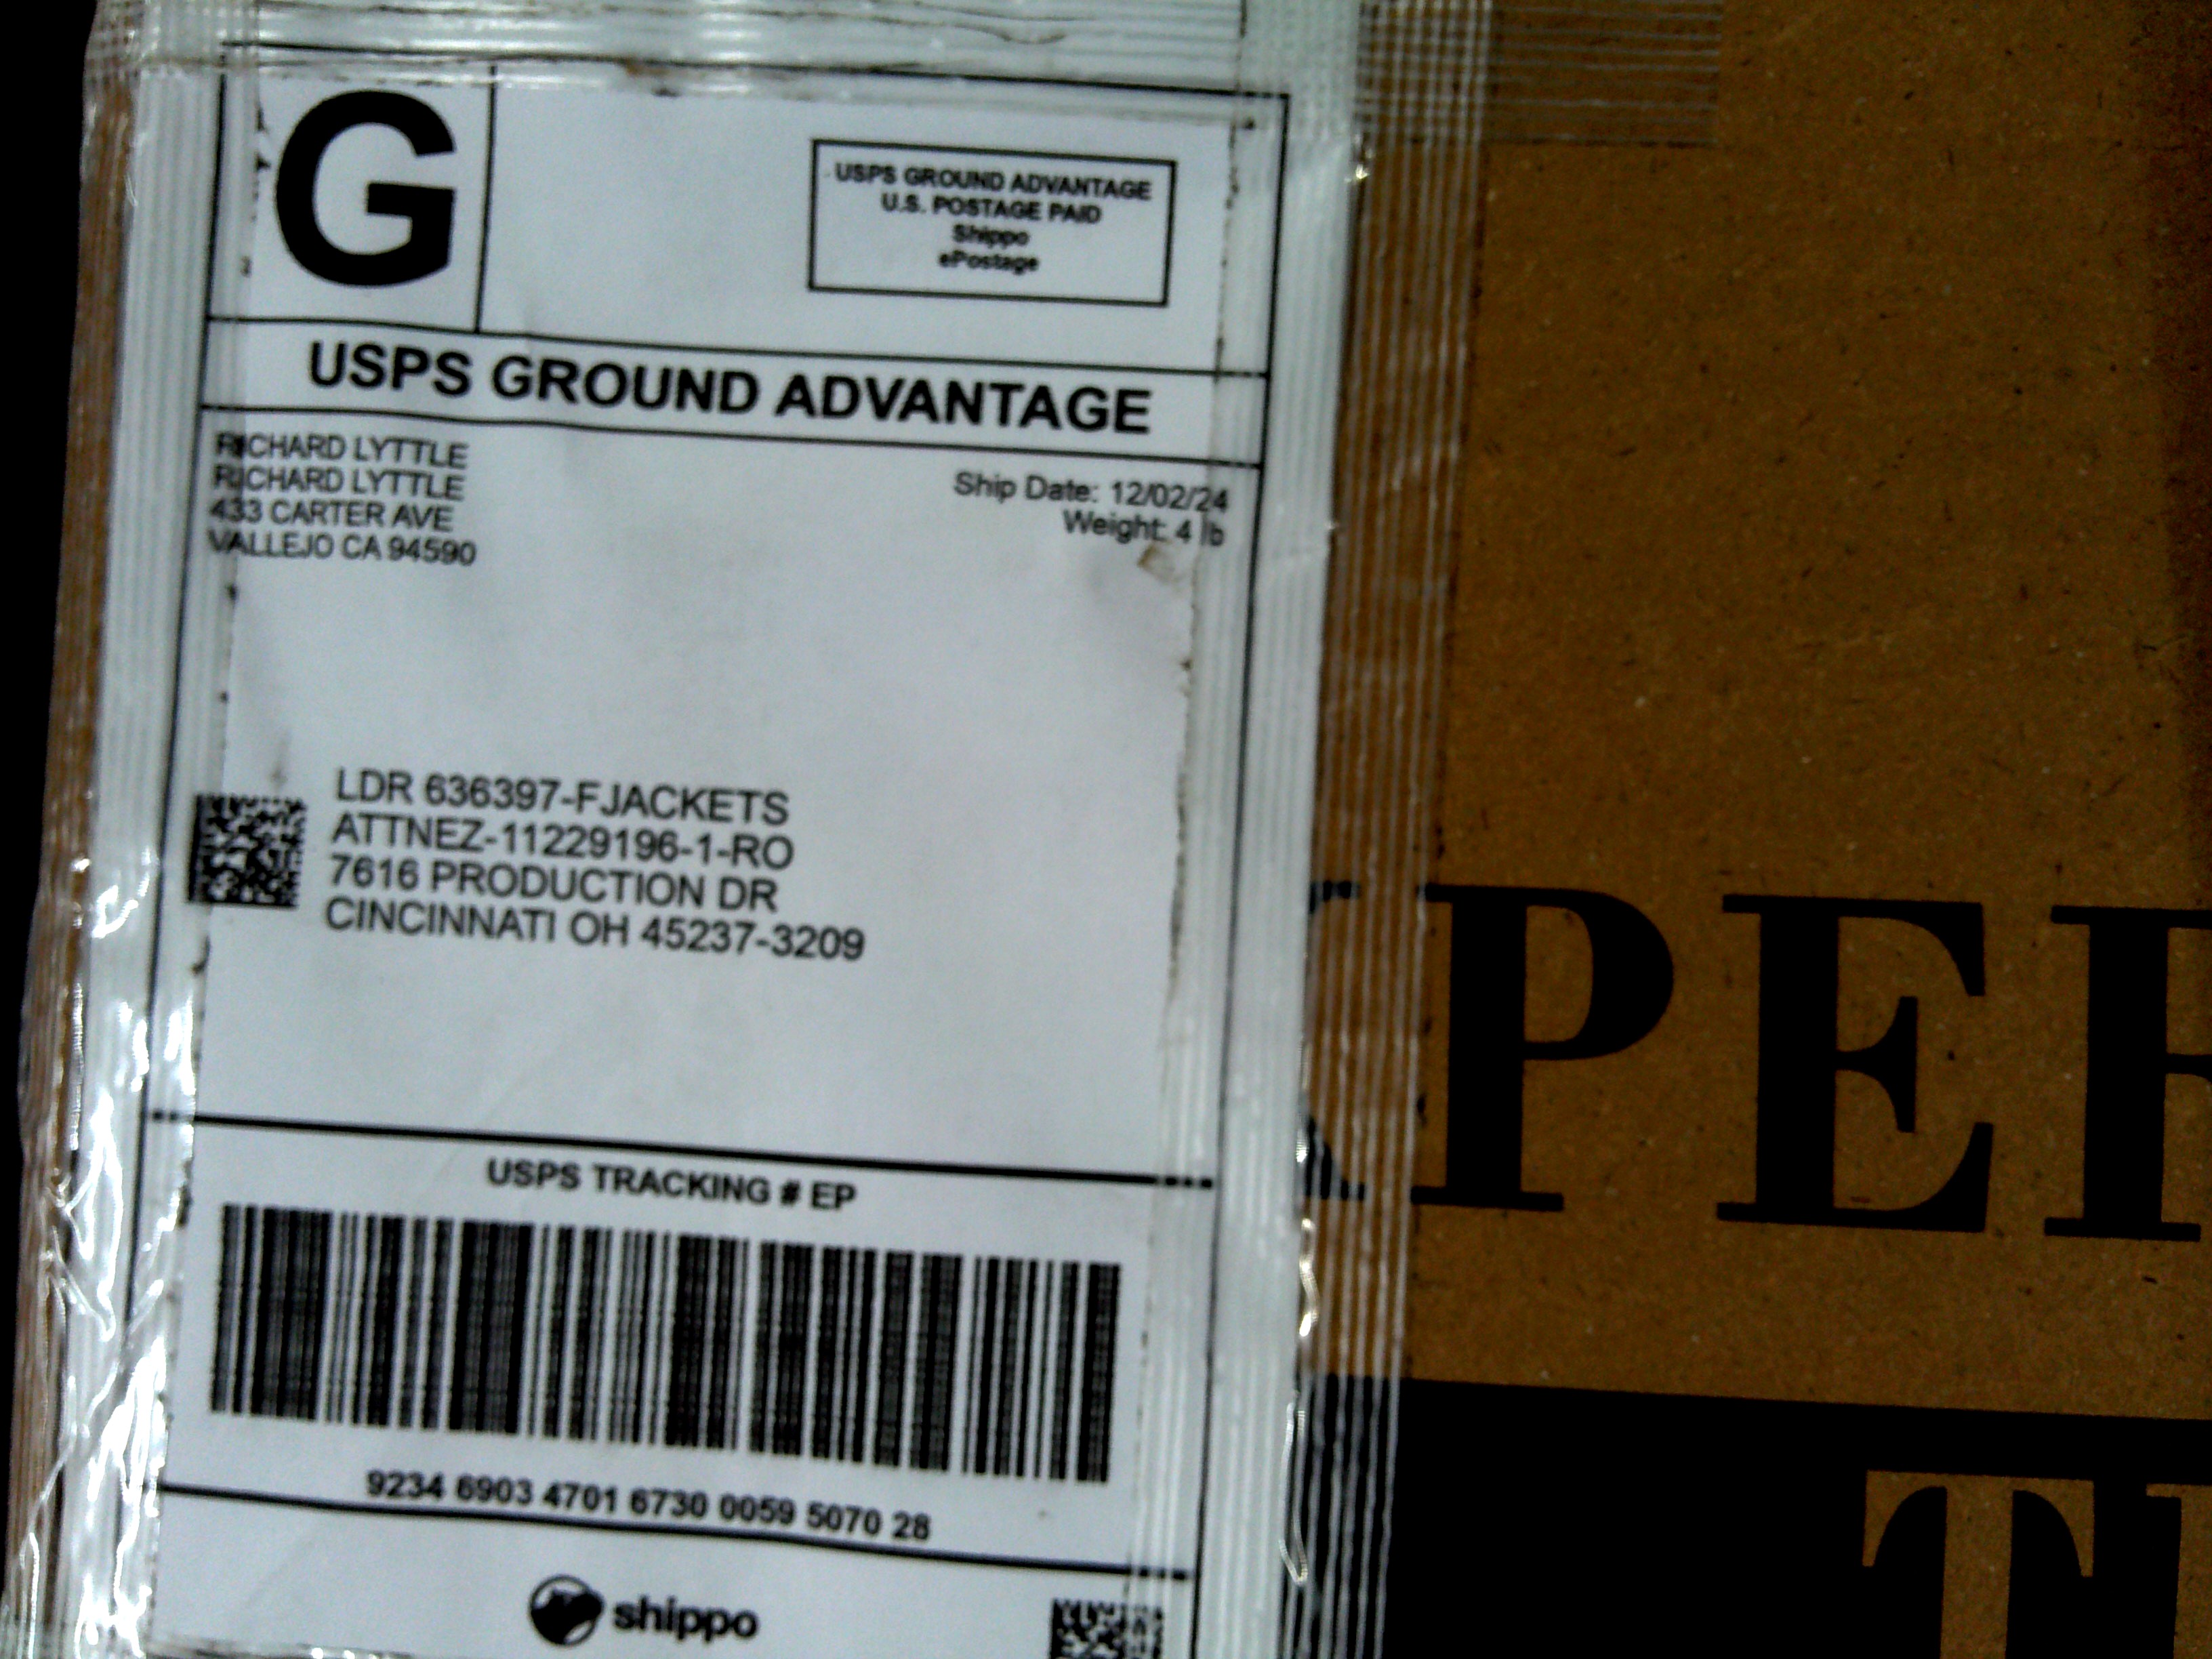 G
USPS GROUND ADVANTAGE
U.S. POSTAGE PAID
Shippo
ePostage
USPS GROUND ADVANTAGE
RICHARD LYTTLE
RICHARD LYTTLE
433 CARTER AVE
VALLEJO CA 94590
Ship Date: 12/02/24
Weight: 4 lb
LDR 636397-FJACKETS
ATTNEZ-11229196-1-RO
7616 PRODUCTION DR
CINCINNATI OH 45237-3209
USPS TRACKING # EP
9234 6903 4701 6730 0059 5070 28
shippo
XPER
T